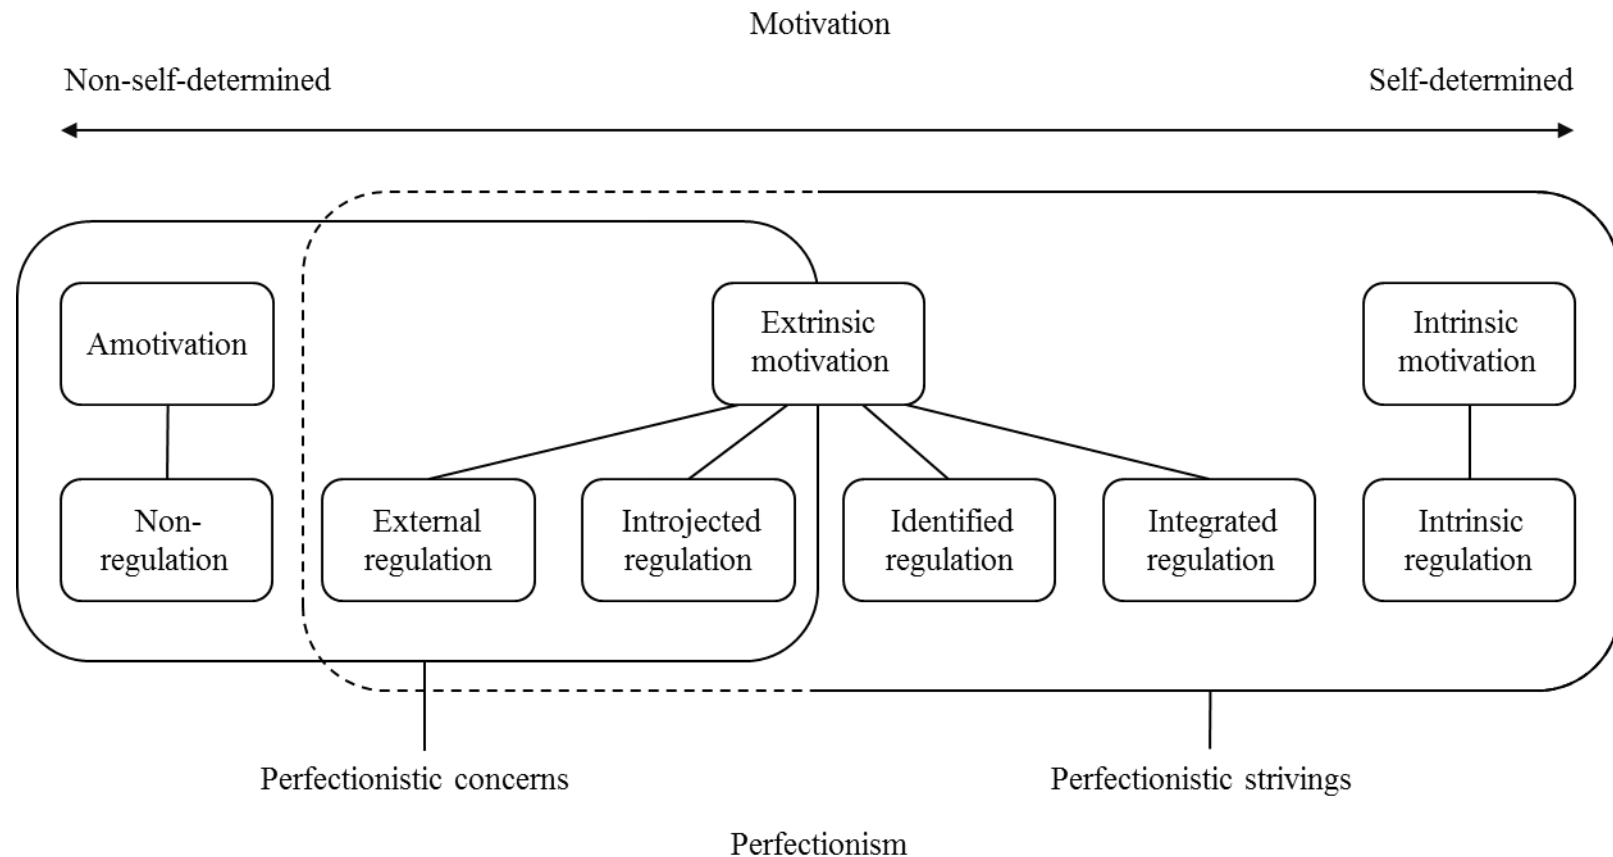 Motivation
Non-self-determined
Self-determined
Amotivation
Extrinsic
motivation
Intrinsic
motivation
Non-
regulation
External
regulation
Introjected
regulation
Identified
regulation
Integrated
regulation
Intrinsic
regulation
Perfectionistic concerns
Perfectionistic strivings
Perfectionism